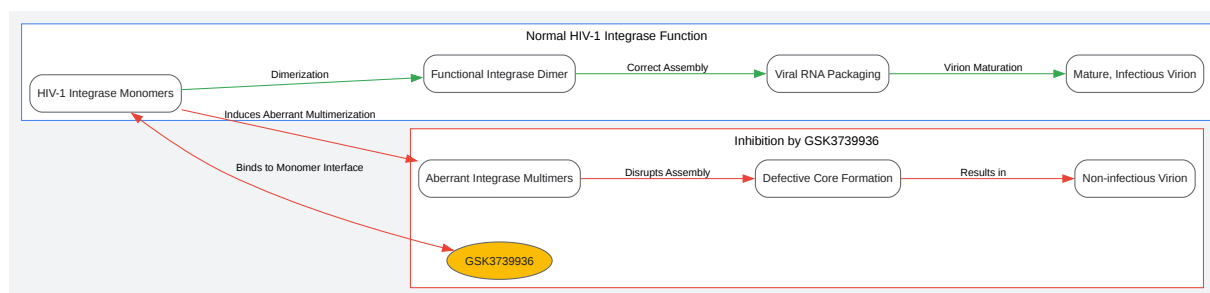 Normal HIV-1 Integrase Function
HIV-1 Integrase Monomers
Dimerization
Functional Integrase Dimer
Correct Assembly
Viral RNA Packaging
Virion Maturation
Mature, Infectious Virion
Induces Aberrant Multimerization
Binds to Monomer Interface
Inhibition by GSK3739936
Aberrant Integrase Multimers
Disrupts Assembly
Defective Core Formation
Results in
Non-infectious Virion
GSK3739936